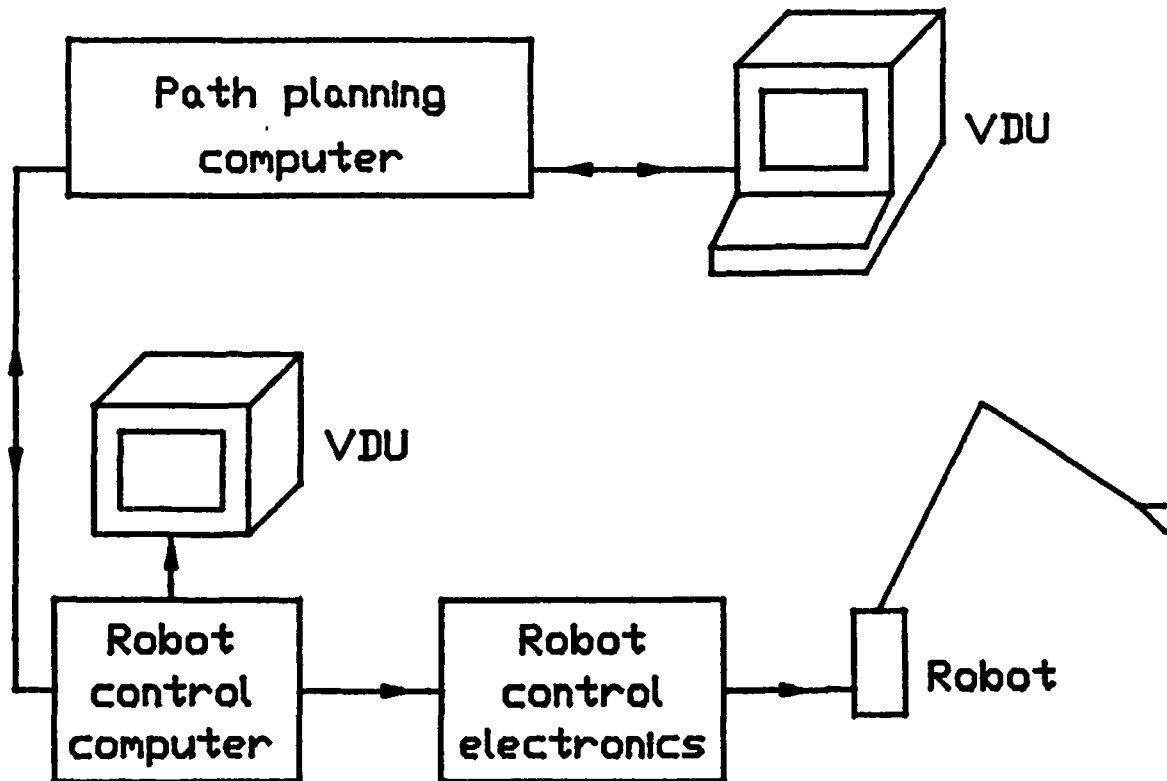 Path planning
computer
VDU
VDU
Robot
control
computer
Robot
control
electronics
Robot